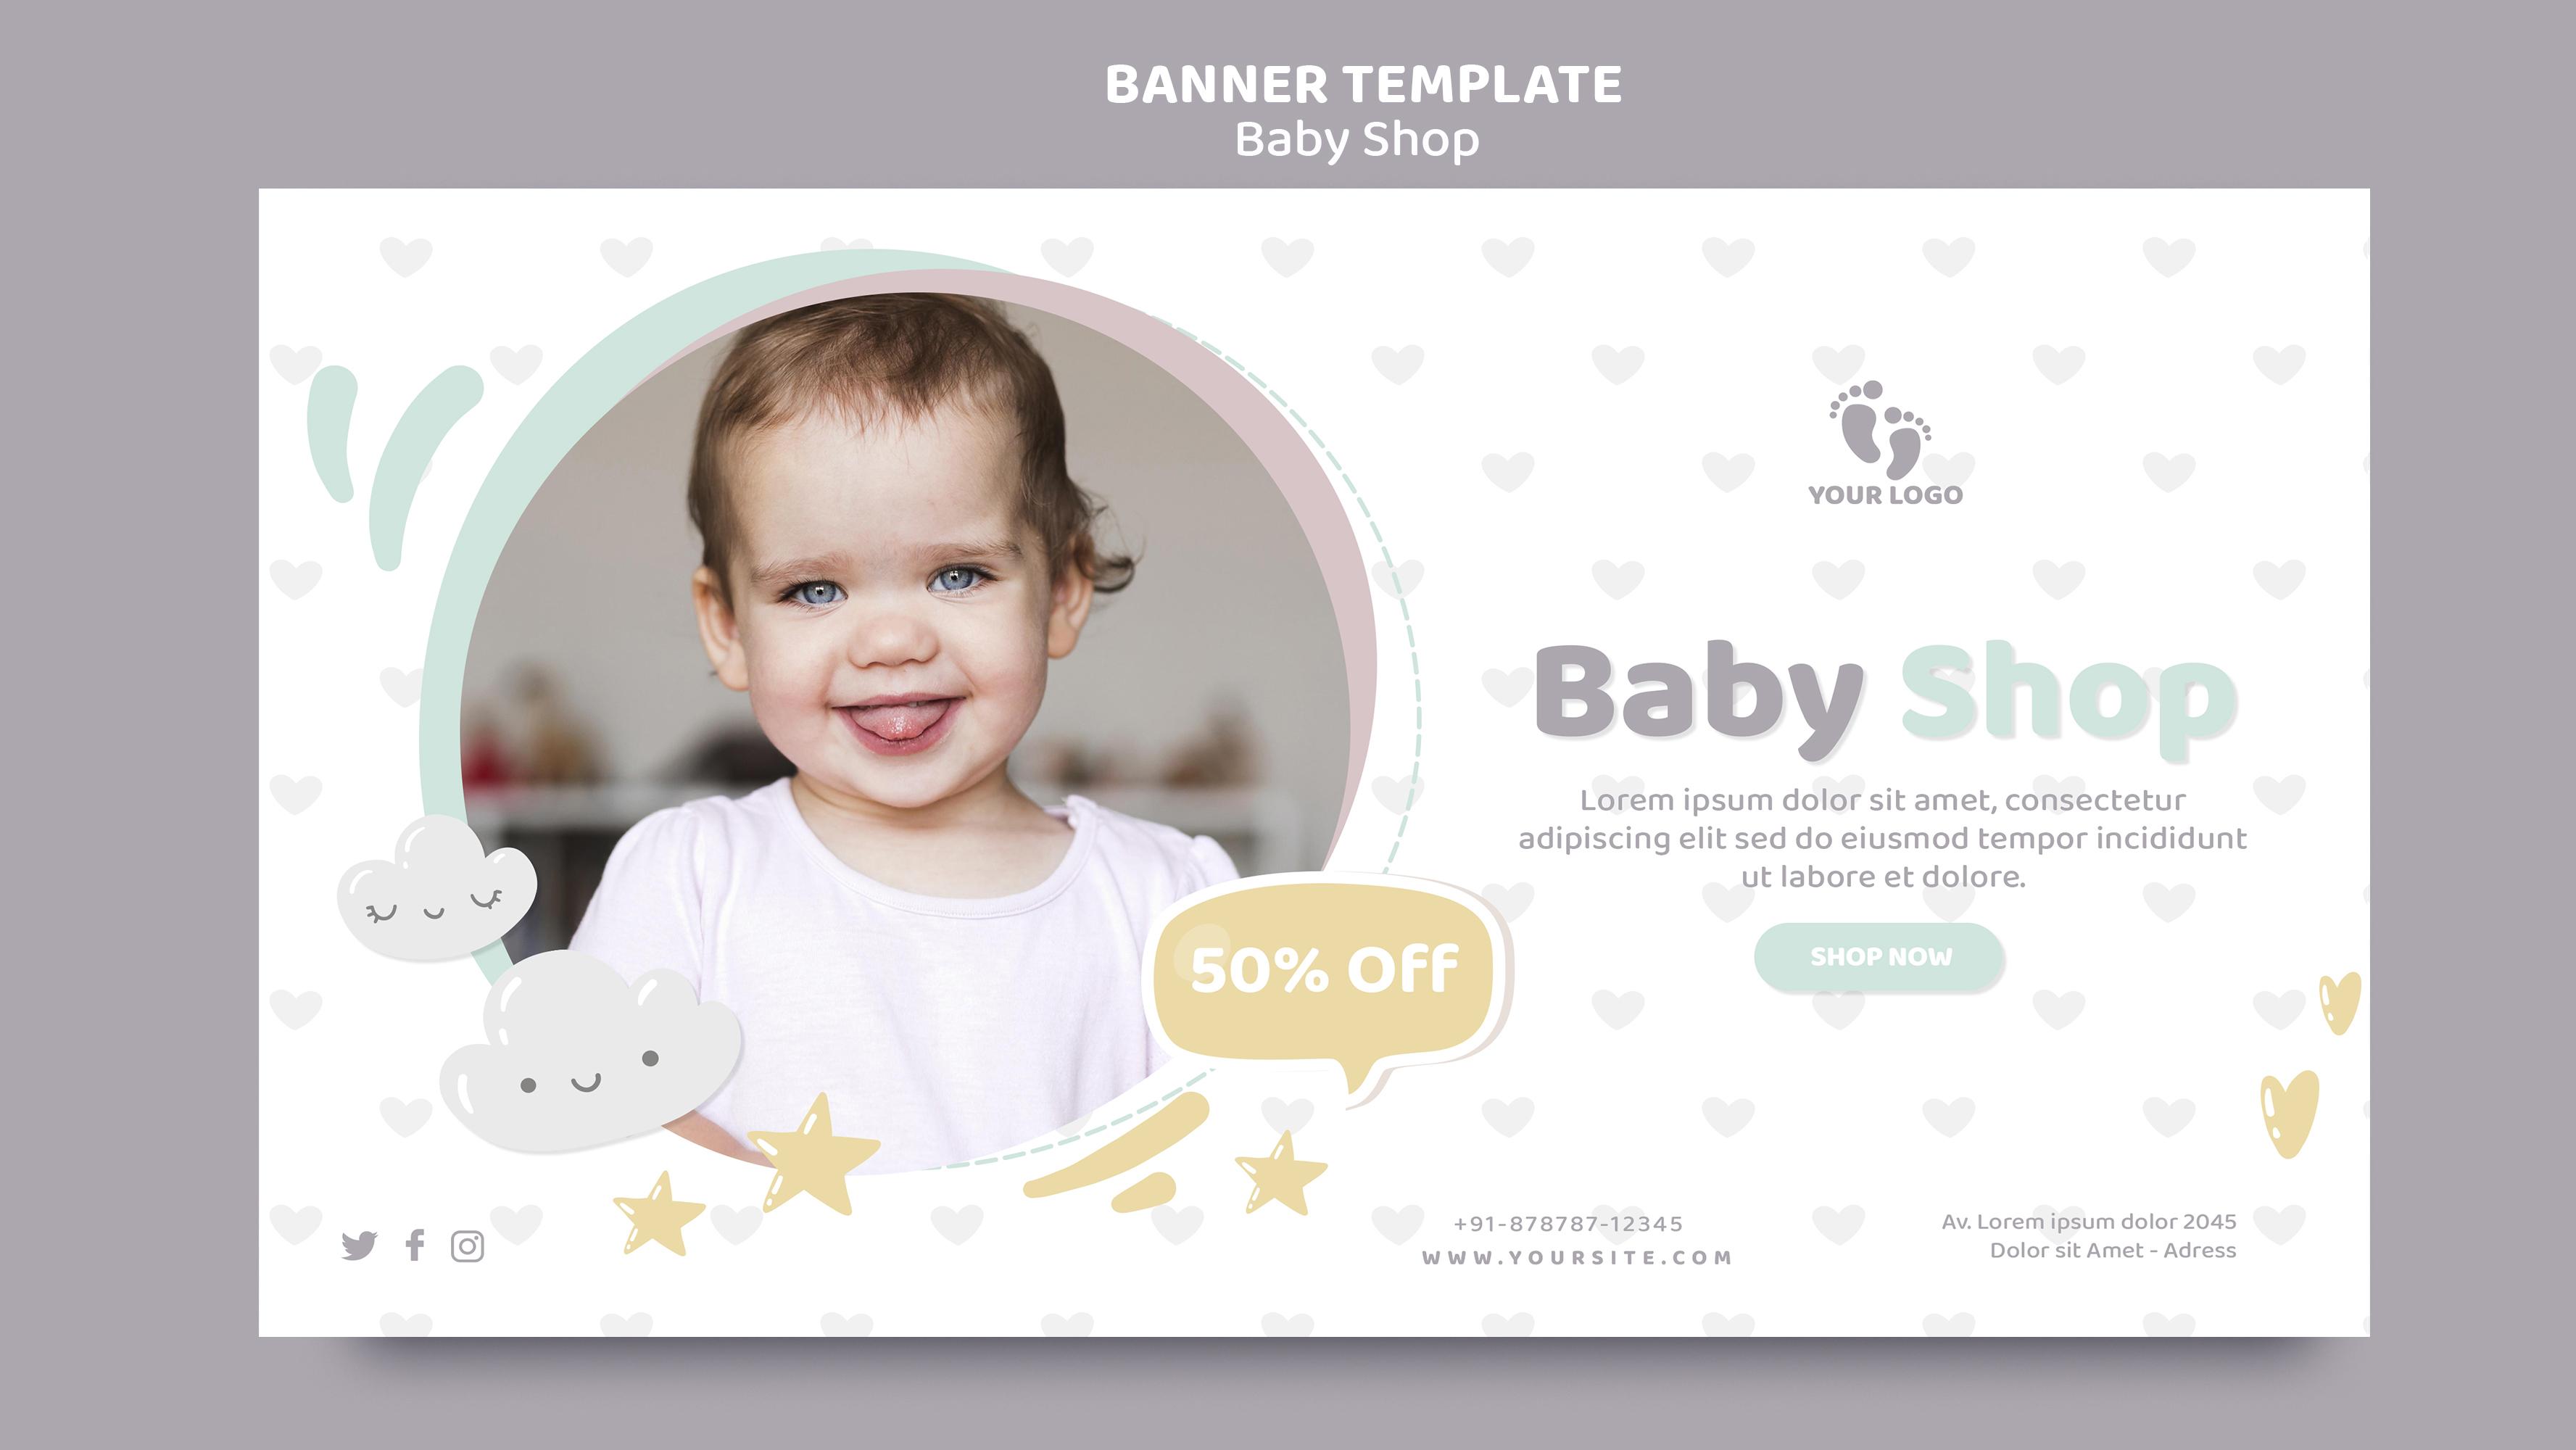 BANNER TEMPLATE
Baby Shop
YOUR LOGO
Baby Shop
Lorem ipsum dolor sit amet, consectetur
adipiscing elit sed do eiusmod tempor incididunt
ut labore et dolore.
50% Off
SHOP NOW
+91-878787-12345
WWW.YOURSITE.COM
Av. Lorem ipsum dolor 2045
Dolor sit Amet - Adress